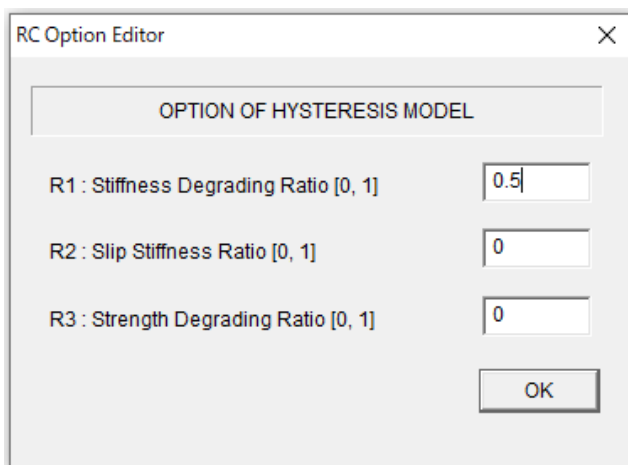 RC Option Editor
OPTION OF HYSTERESIS MODEL
R1 : Stiffness Degrading Ratio [0, 1] 0.5
R2 : Slip Stiffness Ratio [0, 1] 0
R3 : Strength Degrading Ratio [0, 1] 0
OK